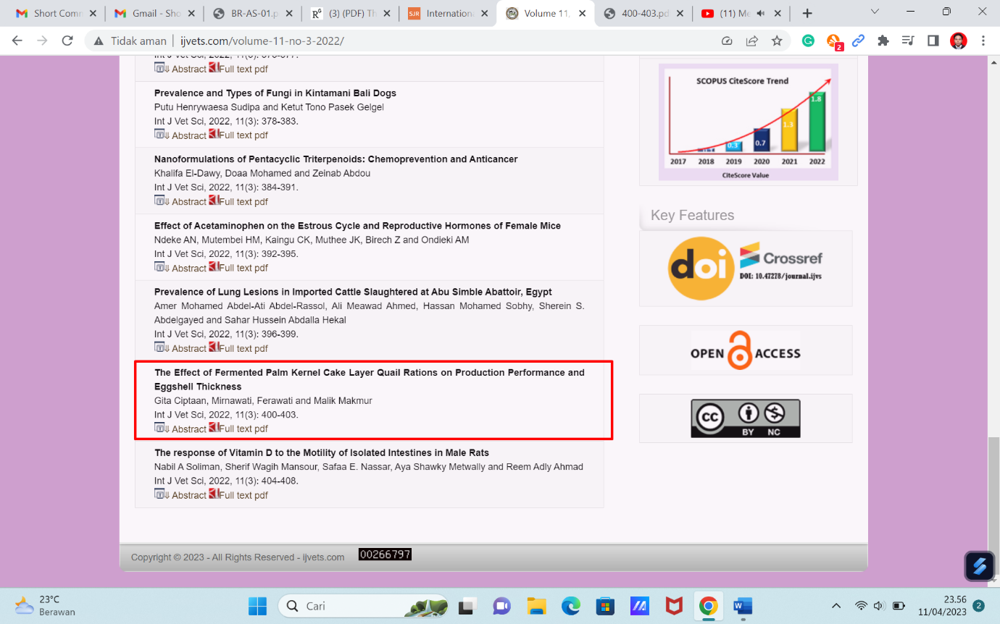 Short Comm
Gmail - Sho
BR-AS-01.p
(3) (PDF) Th
SJR
Internationa
Volume 11,
400-403.pd
(11) Me
Tidak aman
ijvets.com/volume-11-no-3-2022/
2
Int J Vet Sci, 2022, 11(3): 370-377.
Abstract Full text pdf
Prevalence and Types of Fungi in Kintamani Bali Dogs
Putu Henrywaesa Sudipa and Ketut Tono Pasek Gelgel
Int J Vet Sci, 2022, 11(3): 378-383.
Abstract Full text pdf
Nanoformulations of Pentacyclic Triterpenoids: Chemoprevention and Anticancer
Khalifa El-Dawy, Doaa Mohamed and Zeinab Abdou
Int J Vet Sci, 2022, 11(3): 384-391.
Abstract Full text pdf
Effect of Acetaminophen on the Estrous Cycle and Reproductive Hormones of Female Mice
Ndeke AN, Mutembei HM, Kaingu CK, Muthee JK, Birech Z and Ondieki AM
Int J Vet Sci, 2022, 11(3): 392-395.
Abstract Full text pdf
Prevalence of Lung Lesions in Imported Cattle Slaughtered at Abu Simble Abattoir, Egypt
Amer Mohamed Abdel-Ati Abdel-Rassol, Ali Meawad Ahmed, Hassan Mohamed Sobhy, Sherein S.
Abdelgayed and Sahar Hussein Abdalla Hekal
Int J Vet Sci, 2022, 11(3): 396-399.
Abstract Full text pdf
The Effect of Fermented Palm Kernel Cake Layer Quail Rations on Production Performance and
Eggshell Thickness
Gita Ciptaan, Mirnawati, Ferawati and Malik Makmur
Int J Vet Sci, 2022, 11(3): 400-403.
Abstract Full text pdf
The response of Vitamin D to the Motility of Isolated Intestines in Male Rats
Nabil A Soliman, Sherif Wagih Mansour, Safaa E. Nassar, Aya Shawky Metwally and Reem Adly Ahmad
Int J Vet Sci, 2022, 11(3): 404-408.
Abstract Full text pdf
SCOPUS CiteScore Trend
0.3
0.7
1.3
1.8
2017 2018 2019 2020 2021 2022
CiteScore Value
Key Features
doi
Crossref
DOI: 10.47278/journal.ijvs
OPEN ACCESS
cc
BY NC
Copyright © 2023 - All Rights Reserved - ijvets.com
00266797
23°C
Berawan
Cari
23.56
11/04/2023
2